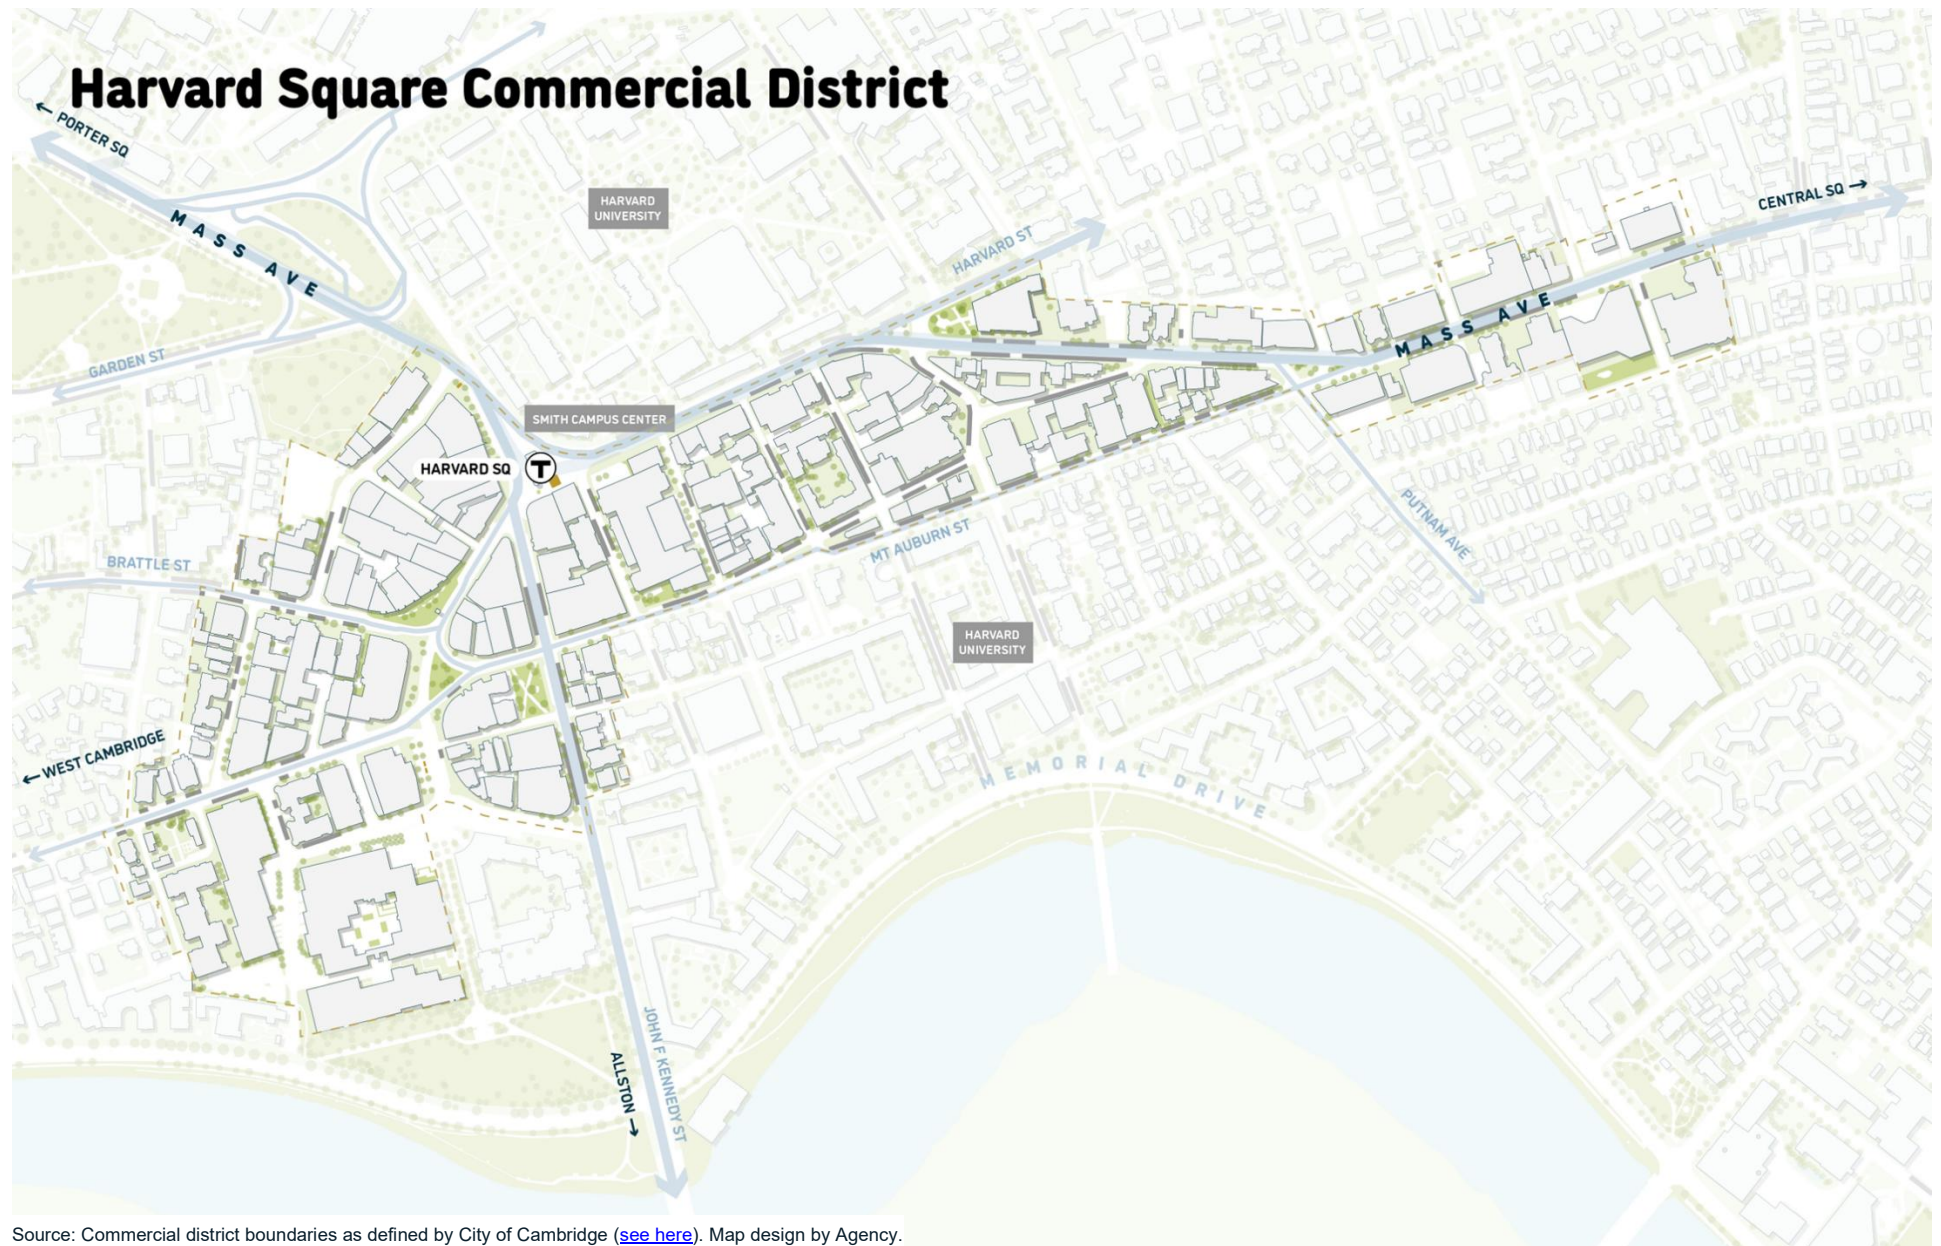 Harvard Square Commercial District
← PORTER SQ
MASS AVE
HARVARD
UNIVERSITY
CENTRAL SQ →
HARVARD ST
MASS AVE
GARDEN ST
SMITH CAMPUS CENTER
HARVARD SQ
T
PUTNAM AVE
MT AUBURN ST
BRATTLE ST
HARVARD
UNIVERSITY
← WEST CAMBRIDGE
MEMORIAL DRIVE
JOHN F KENNEDY ST
ALLSTON →
Source: Commercial district boundaries as defined by City of Cambridge (see here). Map design by Agency.